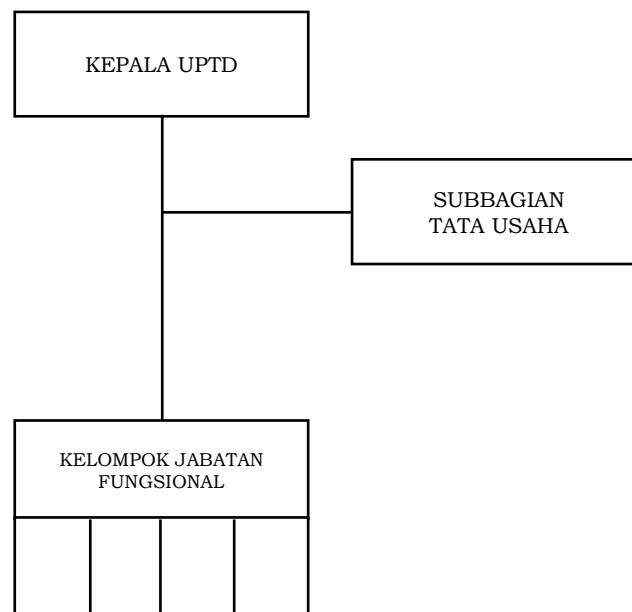 KEPALA UPTD
SUBBAGIAN
TATA USAHA
KELOMPOK JABATAN
FUNGSIONAL